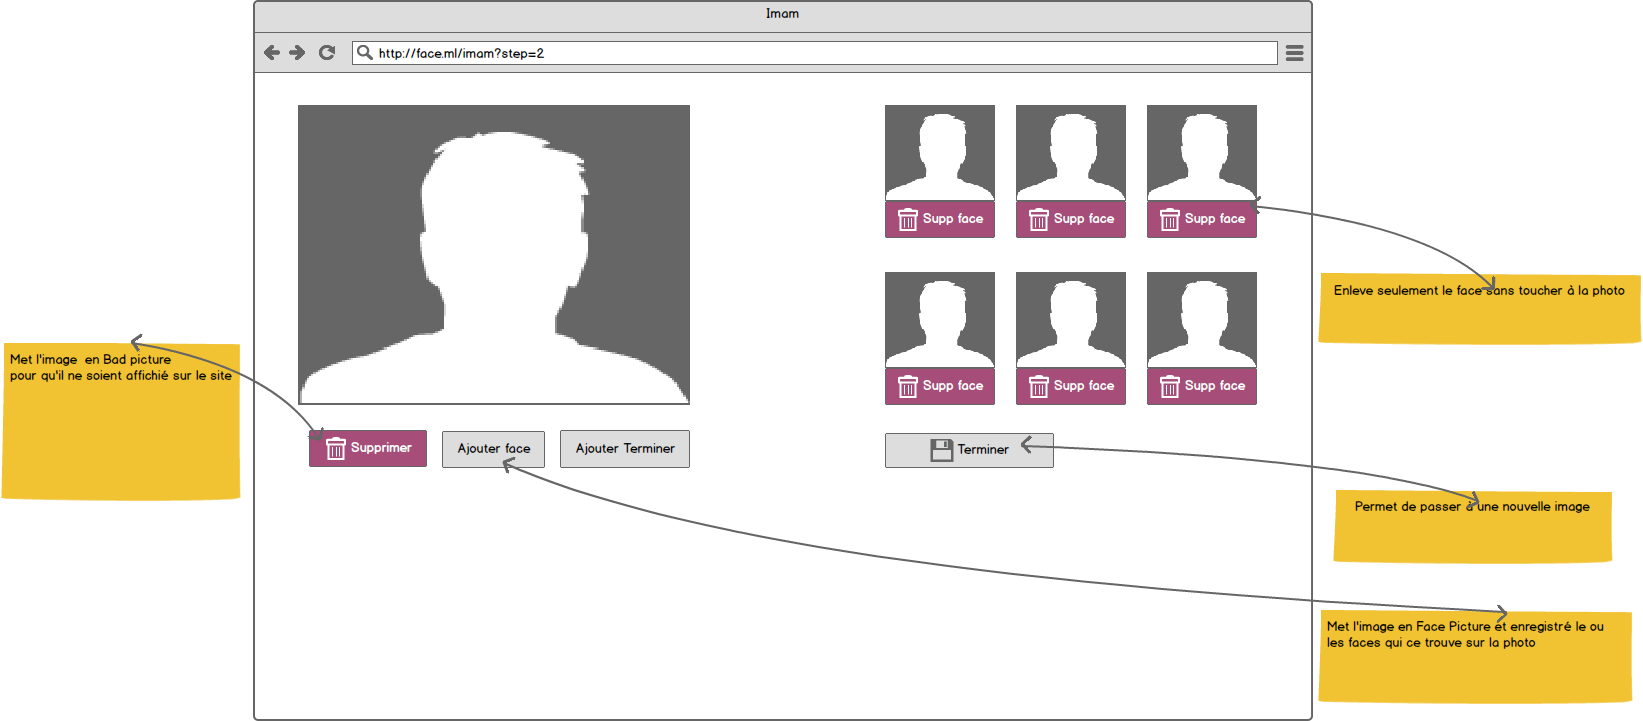 Imam
http://face.ml/imam?step=2
Supp face
Supp face
Supp face
Enleve seulement le face sans toucher à la photo
Met l'image en Bad picture
pour qu'il ne soient affichié sur le site
Supp face
Supp face
Supp face
Supprimer
Ajouter face
Ajouter Terminer
Terminer
Permet de passer à une nouvelle image
Met l'image en Face Picture et enregistré le ou
les faces qui ce trouve sur la photo